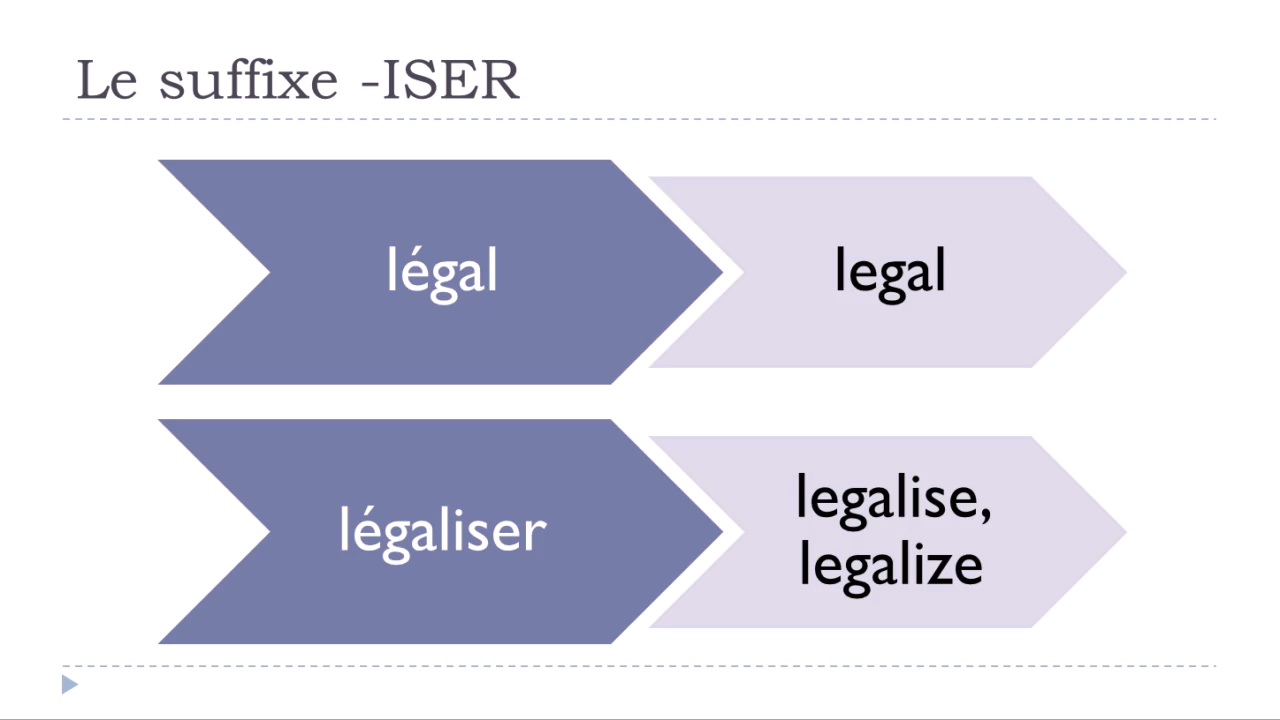 Le suffixe -ISER
légal
legal
légaliser
legalise,
legalize